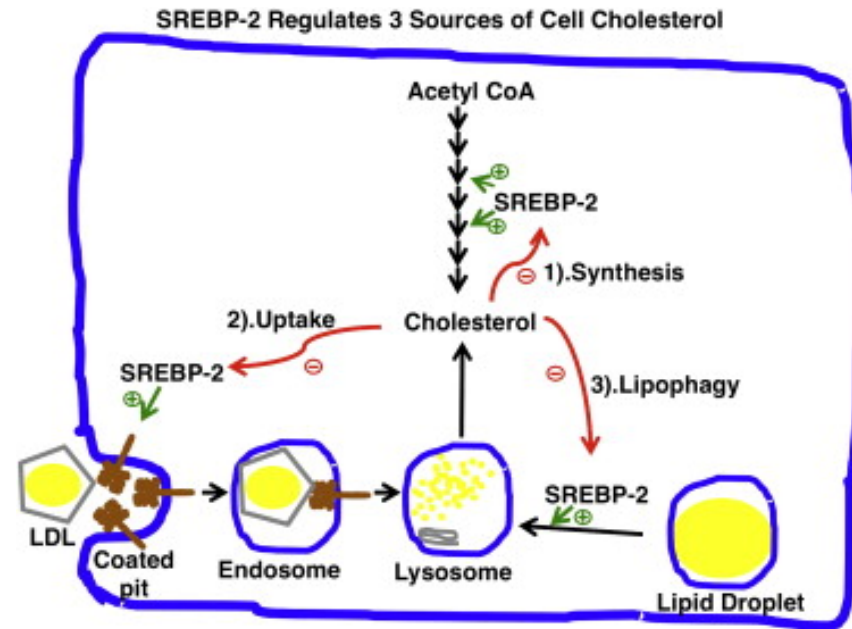 SREBP-2 Regulates 3 Sources of Cell Cholesterol
Acetyl CoA
⊕
SREBP-2
⊕
⊖ 1).Synthesis
2).Uptake
Cholesterol
⊖
⊖
3).Lipophagy
SREBP-2
⊕
SREBP-2
⊕
LDL
Coated
pit
Endosome
Lysosome
Lipid Droplet